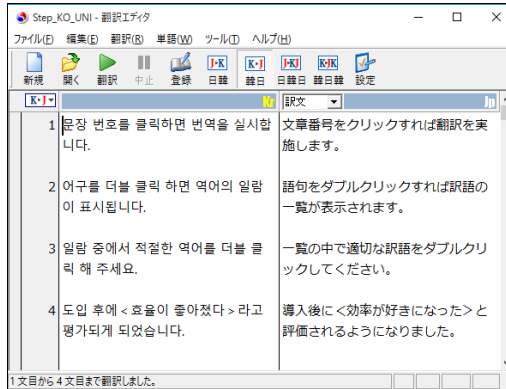 Step_KO_UNI - 翻訳エディタ
ファイル(F) 編集(E) 翻訳(R) 単語(W) ツール(T) ヘルプ(H)
J•K K•J J•KJ K•JK
新規 開く 翻訳 中止 登録 日韓 韓日 日韓日 韓日韓 設定
K•J Kr 訳文 Jp
1 문장 번호를 클릭하면 번역을 실시합 文章番号をクリックすれば翻訳を実
니다. 施します。
2 어구를 더블 클릭 하면 역어의 일람 語句をダブルクリックすれば訳語の
이 표시됩니다. 一覧が表示されます。
3 일람 중에서 적절한 역어를 더블 클 一覧の中で適切な訳語をダブルクリ
릭 해 주세요. ックしてください。
4 도입 후에 < 효율이 좋아졌다 > 라고 導入後に<効率が好きになった>と
평가되게 되었습니다. 評価されるようになりました。
1 文目から 4 文目まで翻訳しました。